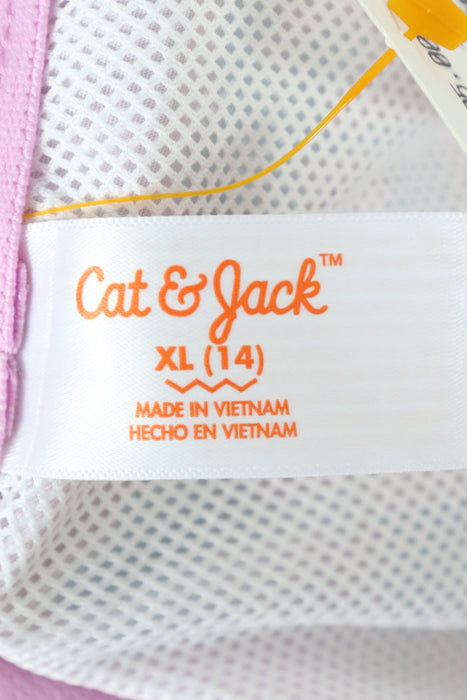 Cat & Jack™
XL (14)
MADE IN VIETNAM
HECHO EN VIETNAM